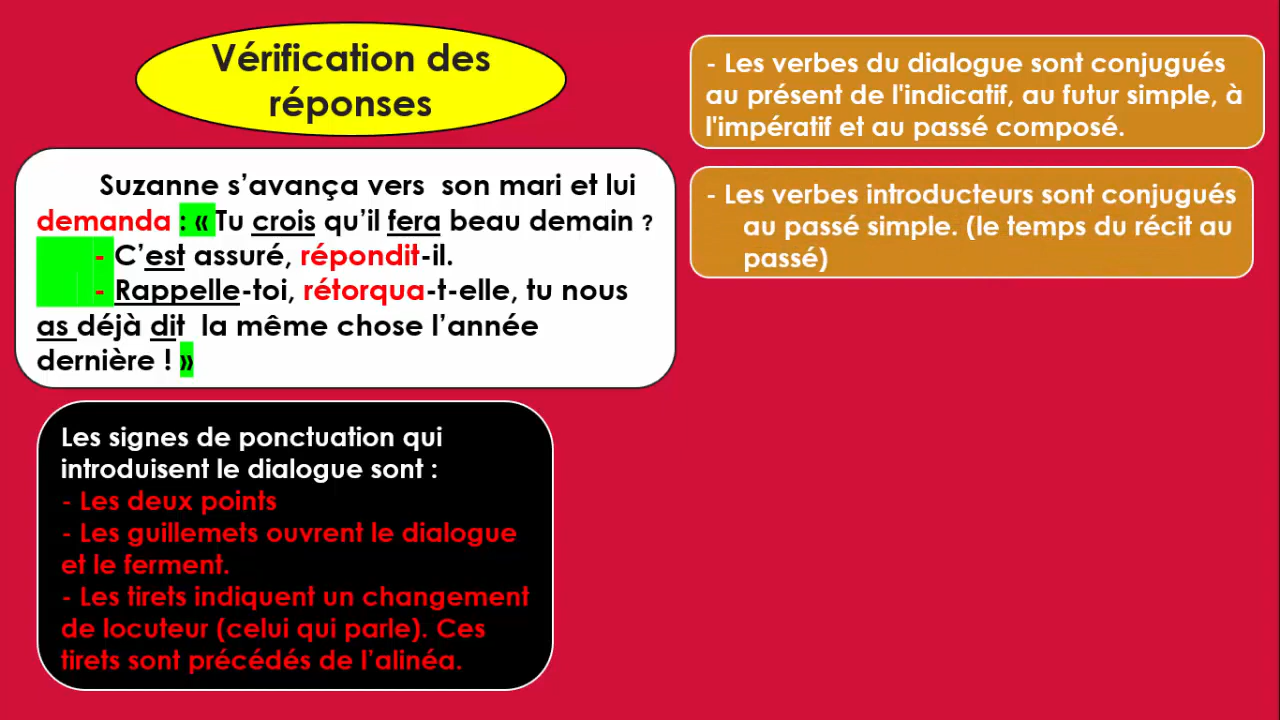 Vérification des
réponses
Suzanne s’avança vers son mari et lui
demanda : « Tu crois qu’il fera beau demain ?
- C’est assuré, répondit-il.
- Rappelle-toi, rétorqua-t-elle, tu nous
as déjà dit la même chose l’année
dernière ! »
Les signes de ponctuation qui
introduisent le dialogue sont :
- Les deux points
- Les guillemets ouvrent le dialogue
et le ferment.
- Les tirets indiquent un changement
de locuteur (celui qui parle). Ces
tirets sont précédés de l’alinéa.
- Les verbes du dialogue sont conjugués
au présent de l'indicatif, au futur simple, à
l'impératif et au passé composé.
- Les verbes introducteurs sont conjugués
au passé simple. (le temps du récit au
passé)